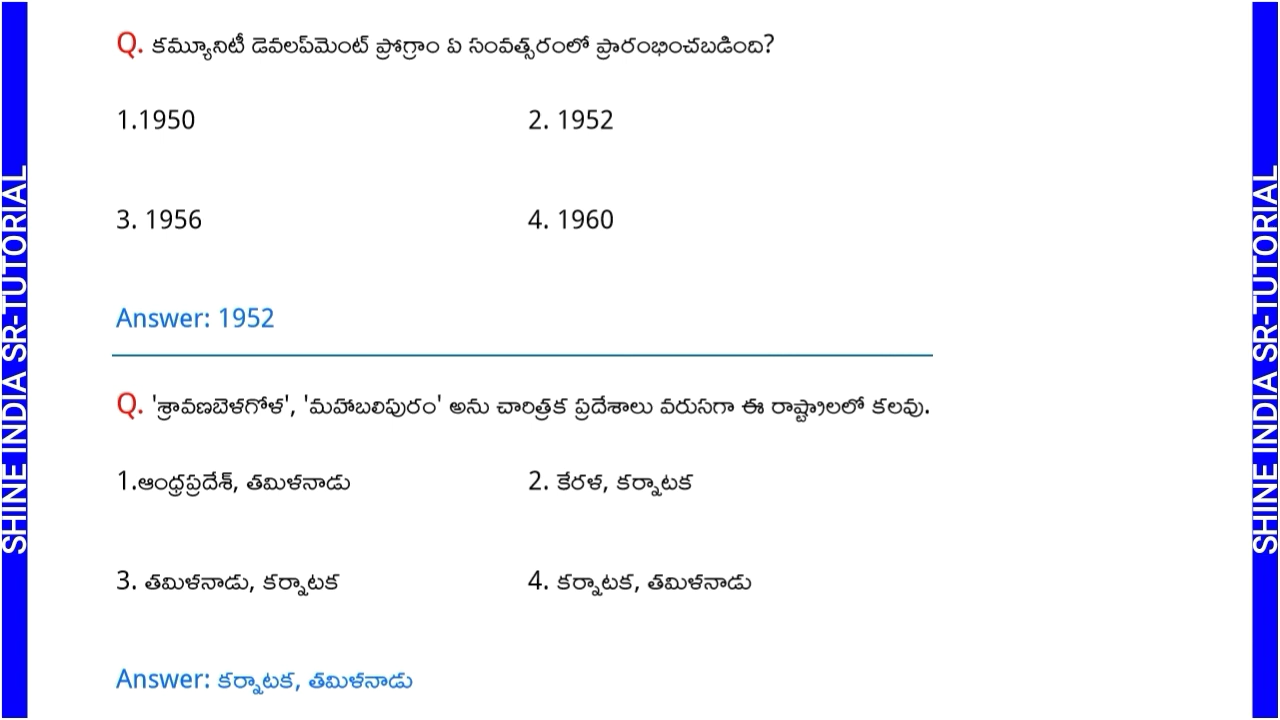 Q. కమ్యూనిటీ డెవలప్‌మెంట్ ప్రోగ్రాం ఏ సంవత్సరంలో ప్రారంభించబడింది?
1.1950 2. 1952
3. 1956 4. 1960
Answer: 1952
Q. 'శ్రావణబెళగోళ', 'మహాబలిపురం' అను చారిత్రక ప్రదేశాలు వరుసగా ఈ రాష్ట్రాలలో కలవు.
1.ఆంధ్రప్రదేశ్, తమిళనాడు 2. కేరళ, కర్నాటక
3. తమిళనాడు, కర్నాటక 4. కర్నాటక, తమిళనాడు
Answer: కర్నాటక, తమిళనాడు
SHINE INDIA SR-TUTORIAL
SHINE INDIA SR-TUTORIAL